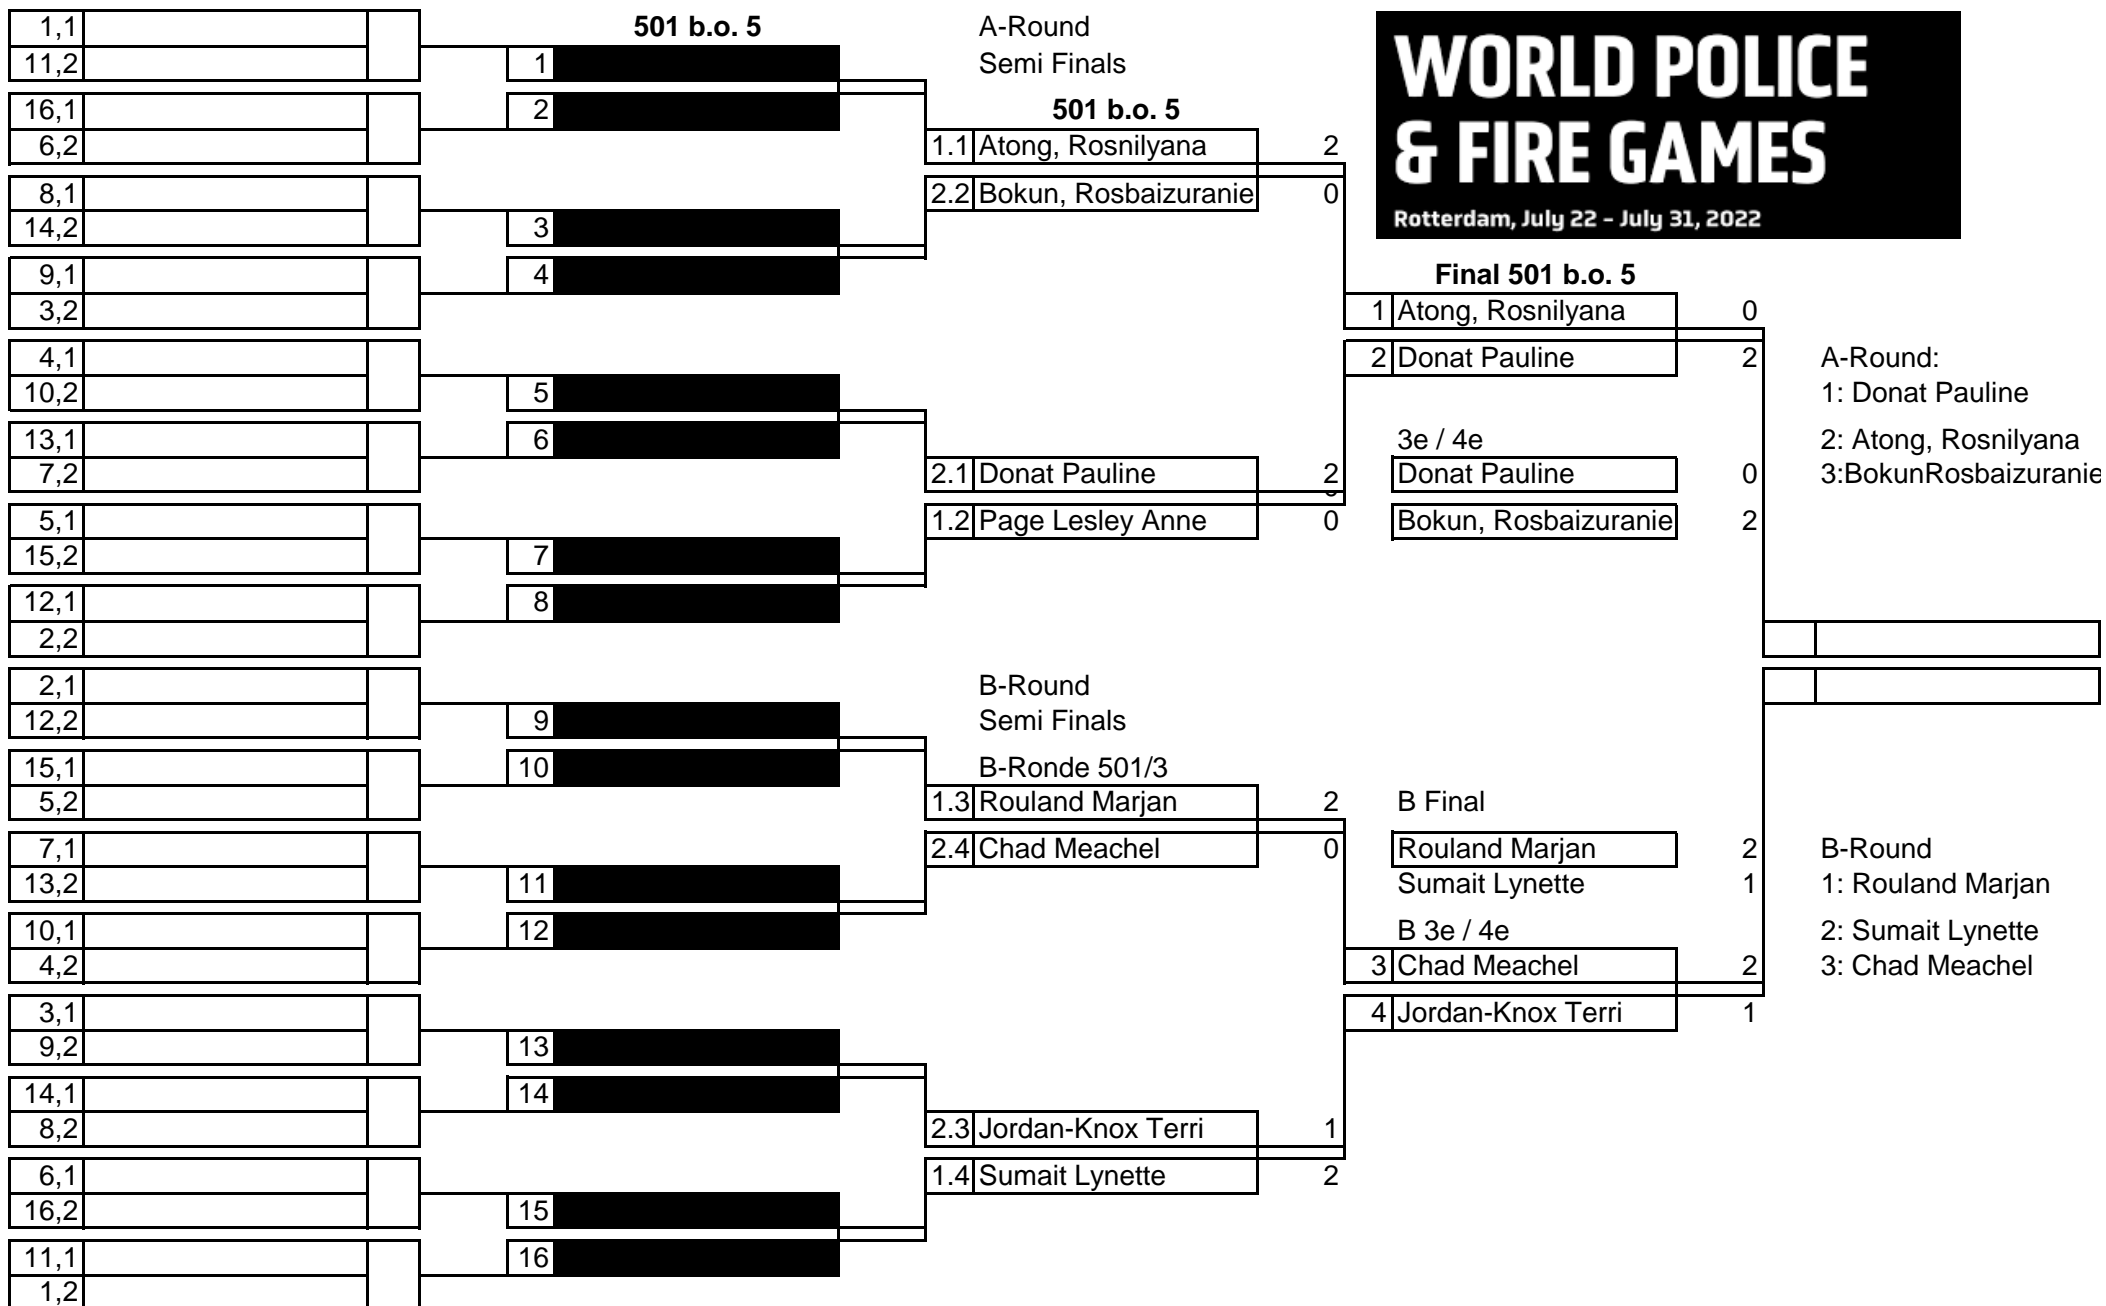 1,1 501 b.o. 5 A-Round
11,2 1 Semi Finals
WORLD POLICE
& FIRE GAMES
Rotterdam, July 22 – July 31, 2022
16,1 2 501 b.o. 5
6,2 1.1 Atong, Rosnilyana 2
8,1 2.2 Bokun, Rosbaizuranie 0
14,2 3
9,1 4 Final 501 b.o. 5
3,2 1 Atong, Rosnilyana 0
4,1 2 Donat Pauline 2 A-Round:
10,2 5 1: Donat Pauline
13,1 6 3e / 4e 2: Atong, Rosnilyana
7,2 2.1 Donat Pauline 2 Donat Pauline 0 3:BokunRosbaizuranie
5,1 1.2 Page Lesley Anne 0 Bokun, Rosbaizuranie 2
15,2 7
12,1 8
2,2
2,1 B-Round
12,2 9 Semi Finals
15,1 10 B-Ronde 501/3
5,2 1.3 Rouland Marjan 2 B Final
7,1 2.4 Chad Meachel 0 Rouland Marjan 2 B-Round
13,2 11 Sumait Lynette 1 1: Rouland Marjan
10,1 12 B 3e / 4e 2: Sumait Lynette
4,2 3 Chad Meachel 2 3: Chad Meachel
3,1 4 Jordan-Knox Terri 1
9,2 13
14,1 14
8,2 2.3 Jordan-Knox Terri 1
6,1 1.4 Sumait Lynette 2
16,2 15
11,1 16
1,2